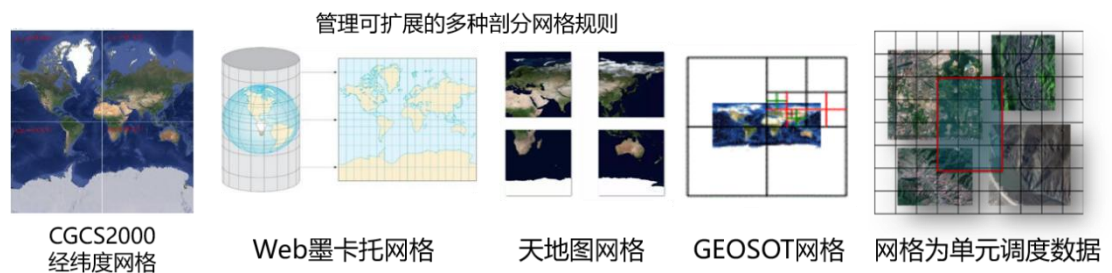 管理可扩展的多种剖分网格规则
CGCS2000
经纬度网格
Web墨卡托网格
天地图网格
GEOSOT网格
网格为单元调度数据